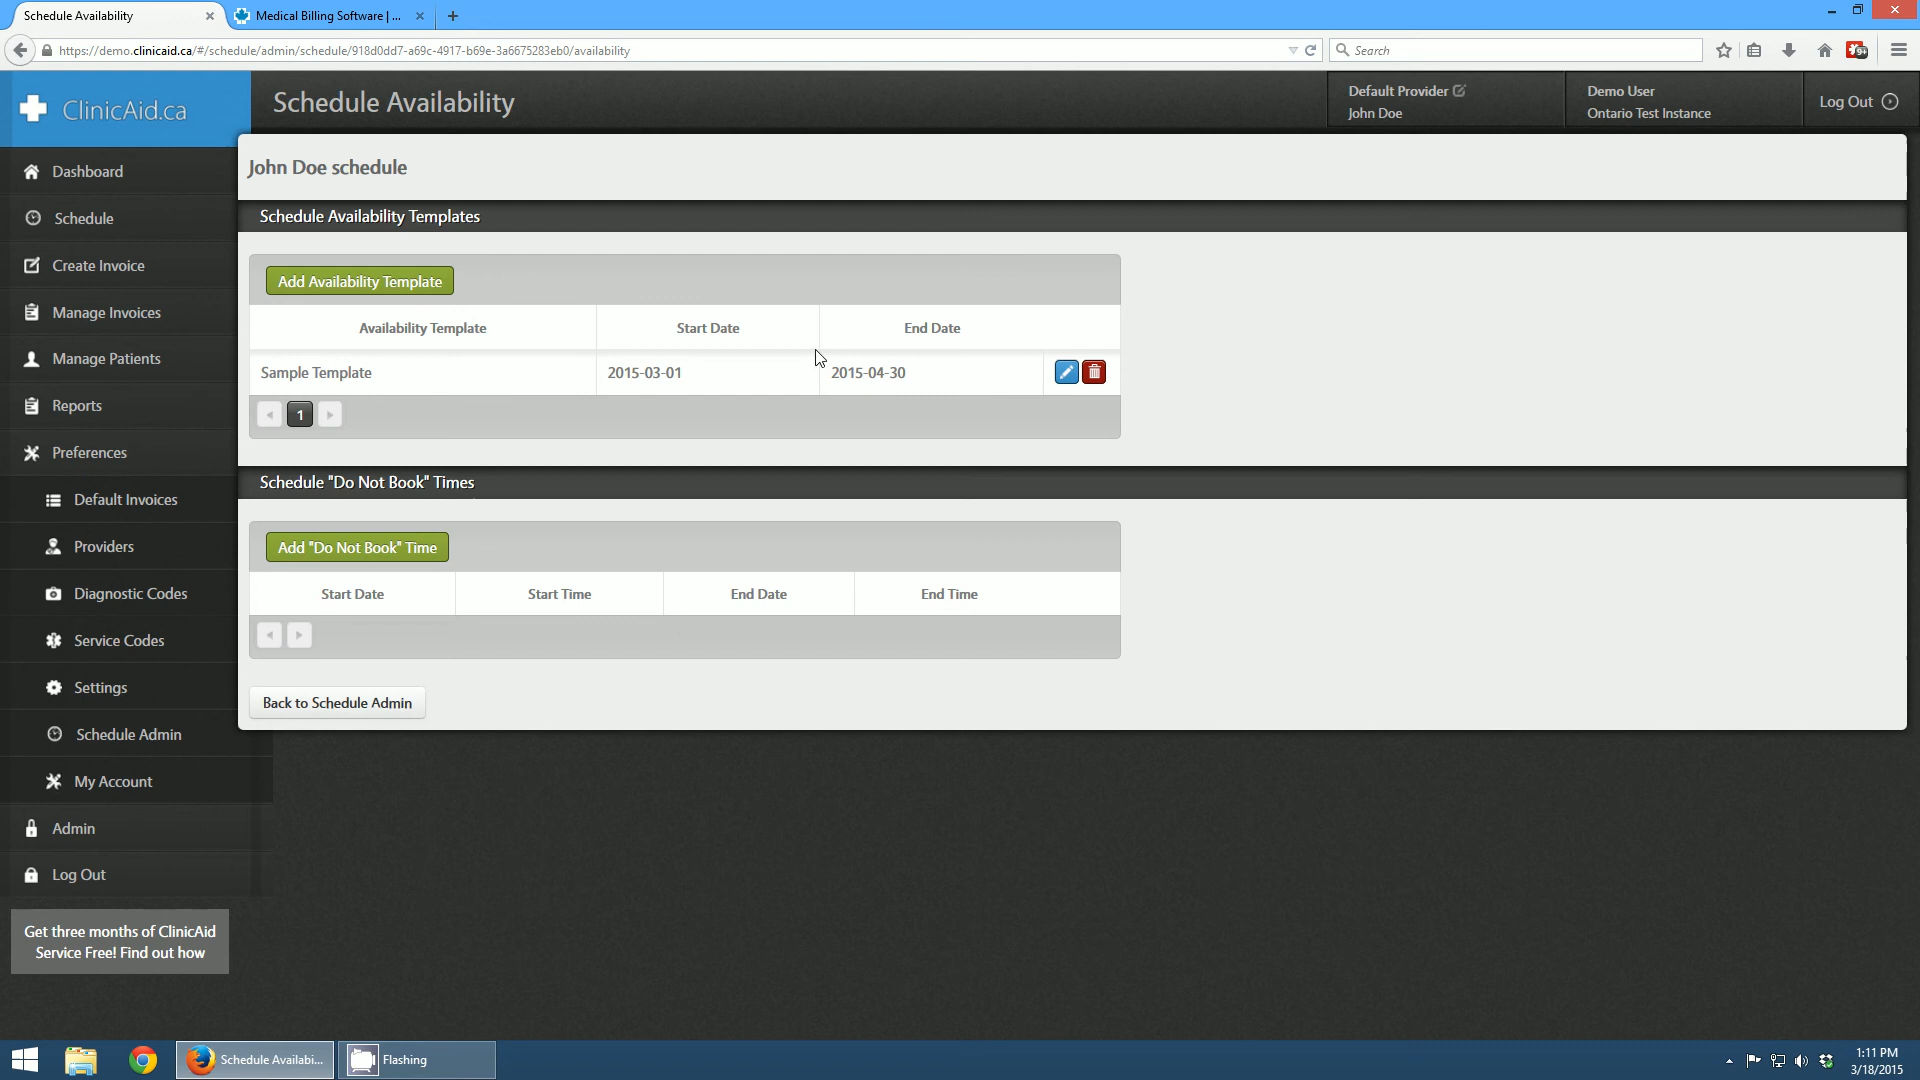 Schedule Availability
Medical Billing Software | ...
https://demo.clinicaid.ca/#/schedule/admin/schedule/918d0dd7-a69c-4917-b69e-3a6675283eb0/availability
Search
9+
ClinicAid.ca
Schedule Availability
Default Provider
John Doe
Demo User
Ontario Test Instance
Log Out
Dashboard
Schedule
Create Invoice
Manage Invoices
Manage Patients
Reports
Preferences
Default Invoices
Providers
Diagnostic Codes
Service Codes
Settings
Schedule Admin
My Account
Admin
Log Out
Get three months of ClinicAid
Service Free! Find out how
John Doe schedule
Schedule Availability Templates
Add Availability Template
Availability Template Start Date End Date
Sample Template 2015-03-01 2015-04-30
1
Schedule "Do Not Book" Times
Add "Do Not Book" Time
Start Date Start Time End Date End Time
Back to Schedule Admin
Schedule Availabi...
Flashing
1:11 PM
3/18/2015